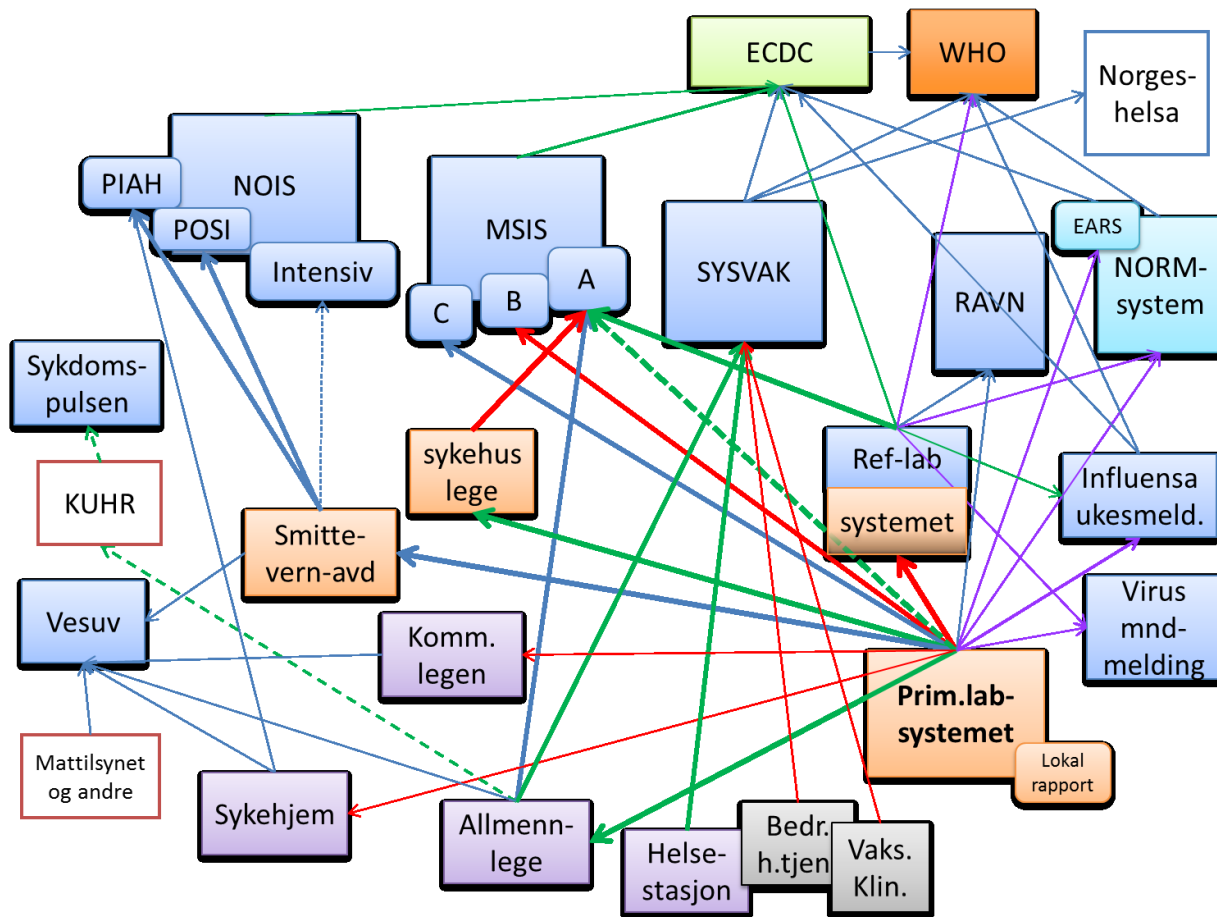 ECDC
WHO
Norges-
helsa
PIAH
NOIS
POSI
Intensiv
MSIS
A
B
C
SYSVAK
RAVN
EARS
NORM-
system
Sykdoms-
pulsen
KUHR
sykehus
lege
Ref-lab
systemet
Influensa
ukesmeld.
Smitte-
vern-avd
Vesuv
Komm.
legen
Virus
mnd-
melding
Prim.lab-
systemet
Lokal
rapport
Mattilsynet
og andre
Sykehjem
Allmenn-
lege
Helse-
stasjon
Bedr.
h.tjen
Vaks.
Klin.